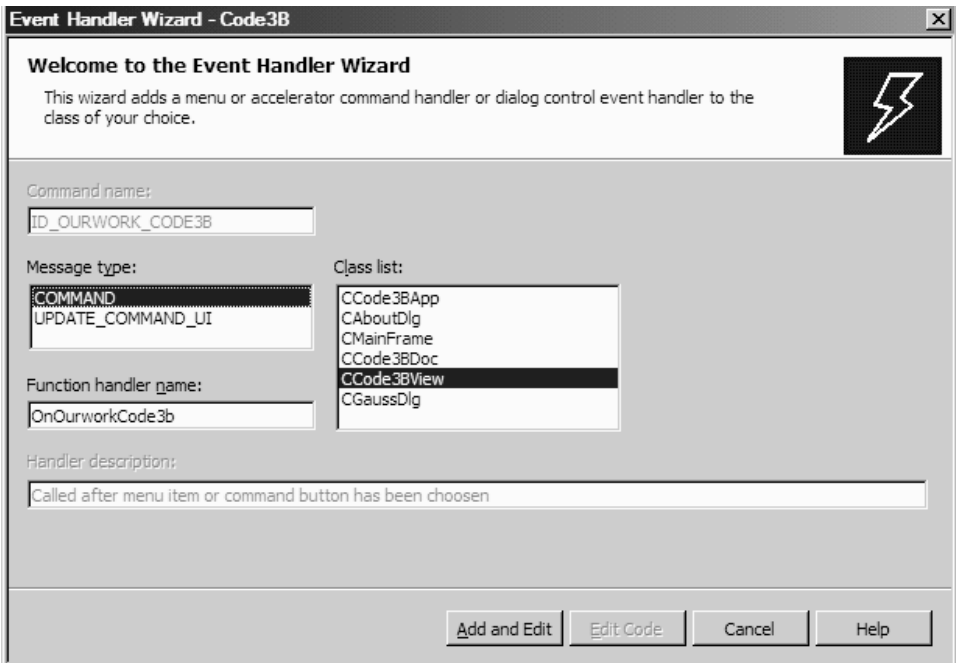 Event Handler Wizard - Code3B
Welcome to the Event Handler Wizard
This wizard adds a menu or accelerator command handler or dialog control event handler to the
class of your choice.
Command name:
ID_OURWORK_CODE3B
Message type:
COMMAND
UPDATE_COMMAND_UI
Class list:
CCode3BApp
CAboutDlg
CMainFrame
CCode3BDoc
CCode3BView
CGaussDlg
Function handler name:
OnOurworkCode3b
Handler description:
Called after menu item or command button has been choosen
Add and Edit
Edit Code
Cancel
Help